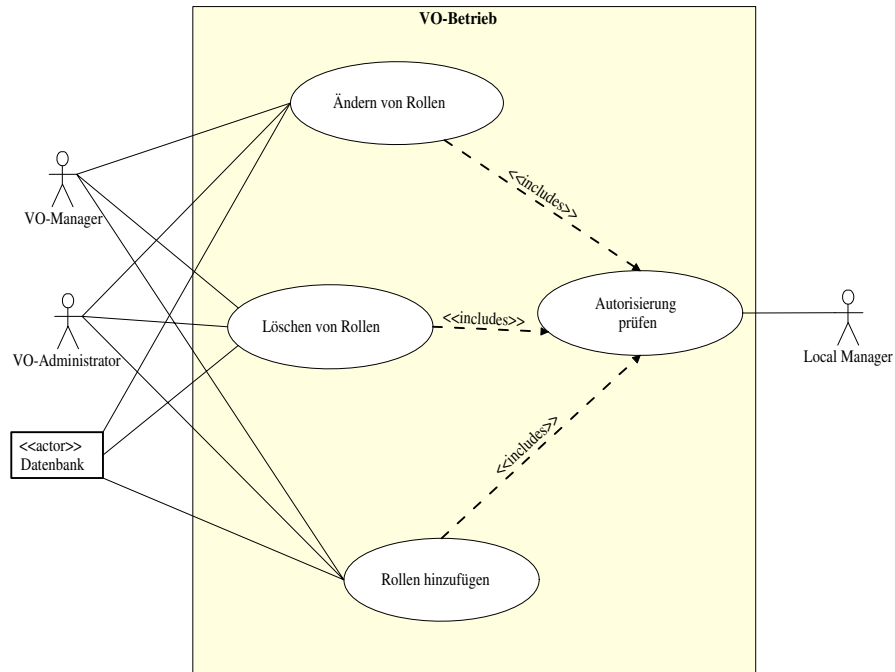 VO-Betrieb
Ändern von Rollen
<<includes>>
VO-Manager
Autorisierung
prüfen
<<includes>>
Löschen von Rollen
VO-Administrator
Local Manager
<<actor>>
Datenbank
<<includes>>
Rollen hinzufügen